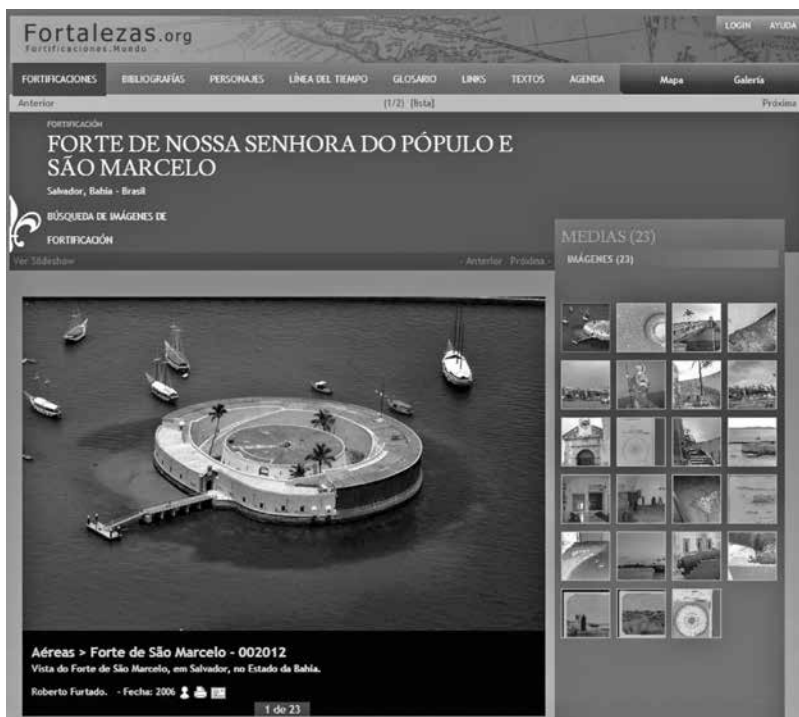 Fortalezas.org
Fortificaciones.Mundo
LOGIN AYUDA
FORTIFICACIONES BIBLIOGRAFÍAS PERSONAJES LÍNEA DEL TIEMPO GLOSARIO LINKS TEXTOS AGENDA Mapa Galería
Anterior (1/2) [lista] Próxima
FORTIFICACIÓN
FORTE DE NOSSA SENHORA DO PÓPULO E
SÃO MARCELO
Salvador, Bahia - Brasil
BÚSQUEDA DE IMÁGENES DE
FORTIFICACIÓN
MEDIAS (23)
IMÁGENES (23)
Ver Slideshow - Anterior Próxima -
Aéreas > Forte de São Marcelo - 002012
Vista do Forte de São Marcelo, em Salvador, no Estado da Bahia.
Roberto Furtado. - Fecha: 2006
1 de 23